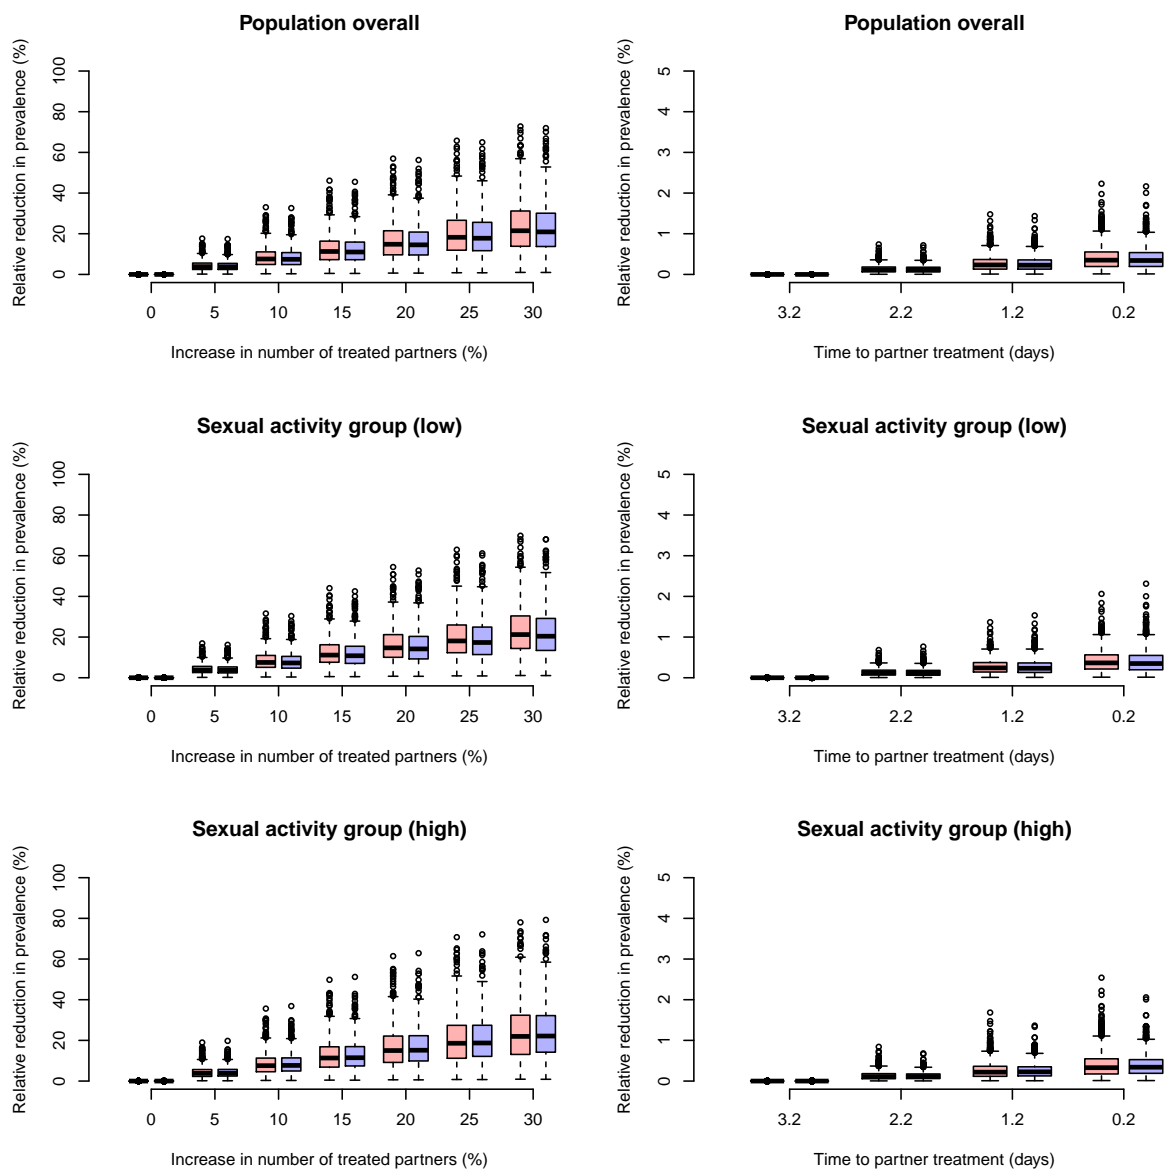 Population overall
Relative reduction in prevalence (%)
100
80
60
40
20
0
0 5 10 15 20 25 30
Increase in number of treated partners (%)
Population overall
Relative reduction in prevalence (%)
5
4
3
2
1
0
3.2 2.2 1.2 0.2
Time to partner treatment (days)
Sexual activity group (low)
Relative reduction in prevalence (%)
100
80
60
40
20
0
0 5 10 15 20 25 30
Increase in number of treated partners (%)
Sexual activity group (low)
Relative reduction in prevalence (%)
5
4
3
2
1
0
3.2 2.2 1.2 0.2
Time to partner treatment (days)
Sexual activity group (high)
Relative reduction in prevalence (%)
100
80
60
40
20
0
0 5 10 15 20 25 30
Increase in number of treated partners (%)
Sexual activity group (high)
Relative reduction in prevalence (%)
5
4
3
2
1
0
3.2 2.2 1.2 0.2
Time to partner treatment (days)